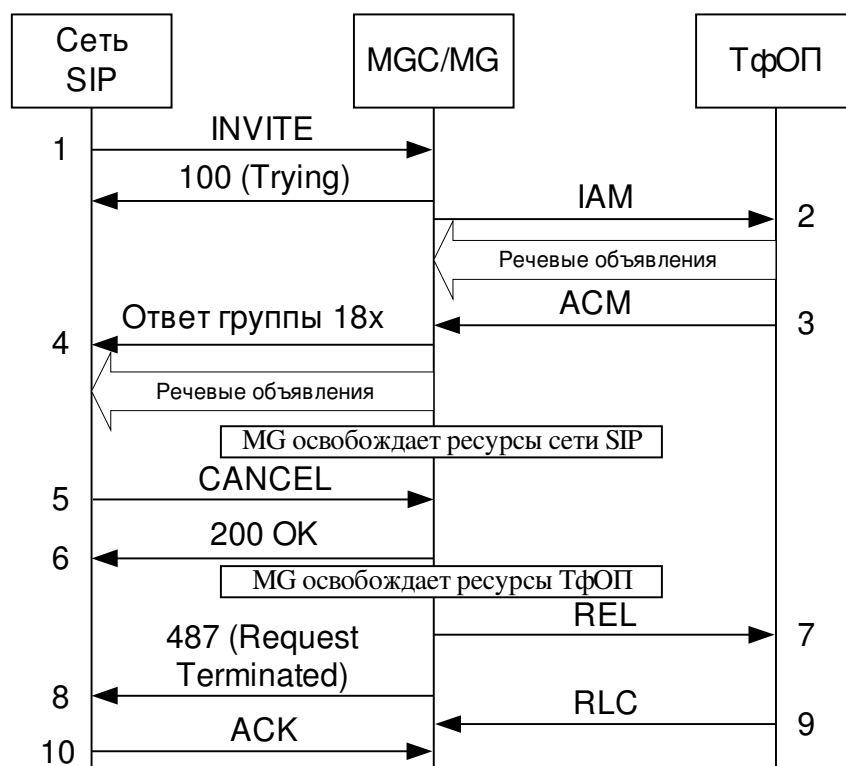 Сеть
SIP
MGC/MG
ТфОП
INVITE
1
100 (Trying)
IAM
2
Речевые объявления
ACM
3
Ответ группы 18x
4
Речевые объявления
MG освобождает ресурсы сети SIP
CANCEL
5
200 OK
6
MG освобождает ресурсы ТфОП
REL
7
487 (Request
Terminated)
8
RLC
9
ACK
10